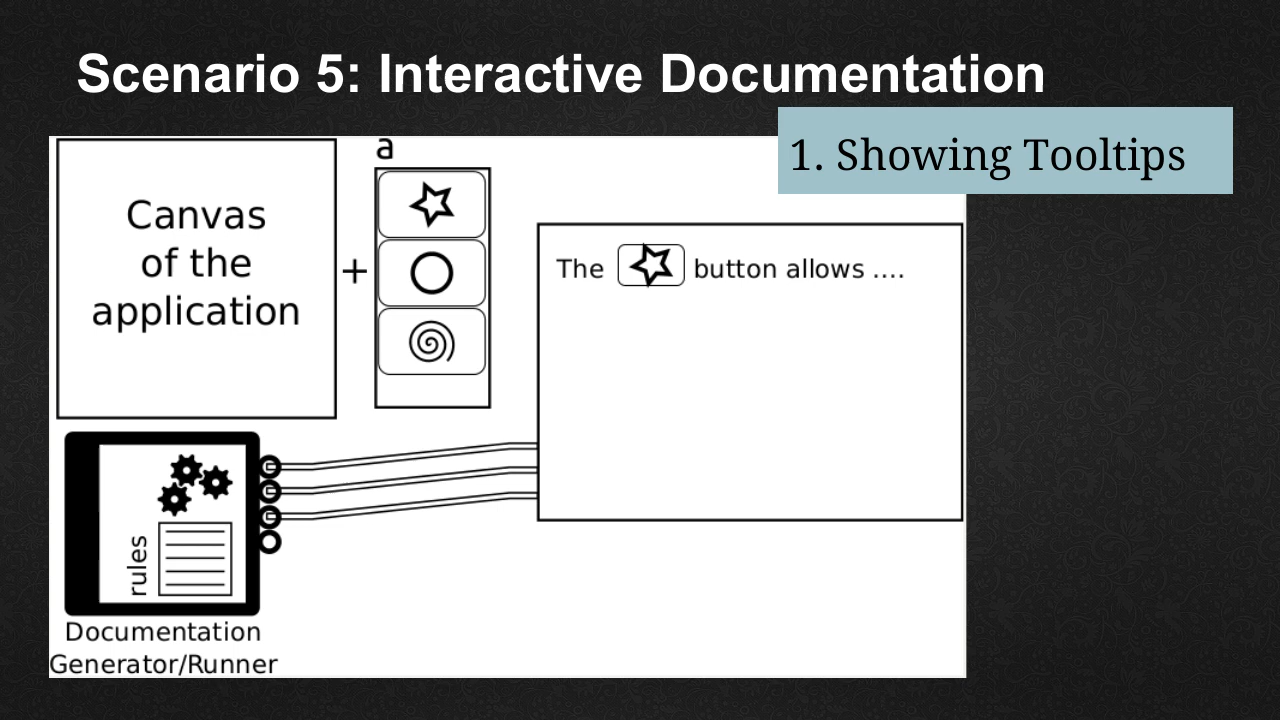 Scenario 5: Interactive Documentation
1. Showing Tooltips
a
Canvas
of the
application
+
The button allows ....
rules
Documentation
Generator/Runner